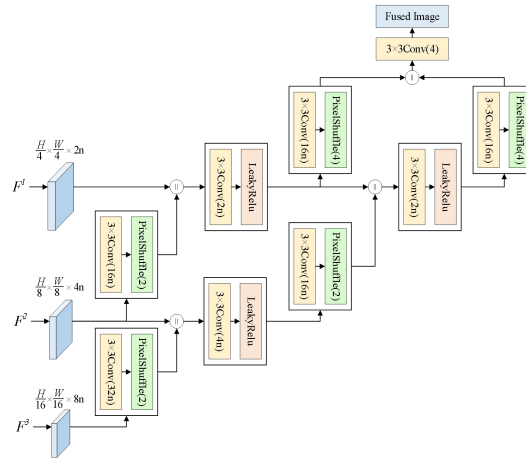 Fused Image
3×3Conv(4)
||
3×3Conv(16n)
PixelShuffle(4)
3×3Conv(16n)
PixelShuffle(4)
H/4 × W/4 × 2n
F¹
||
3×3Conv(2n)
LeakyRelu
||
3×3Conv(2n)
LeakyRelu
3×3Conv(16n)
PixelShuffle(2)
3×3Conv(16n)
PixelShuffle(2)
H/8 × W/8 × 4n
F²
||
3×3Conv(4n)
LeakyRelu
3×3Conv(32n)
PixelShuffle(2)
H/16 × W/16 × 8n
F³